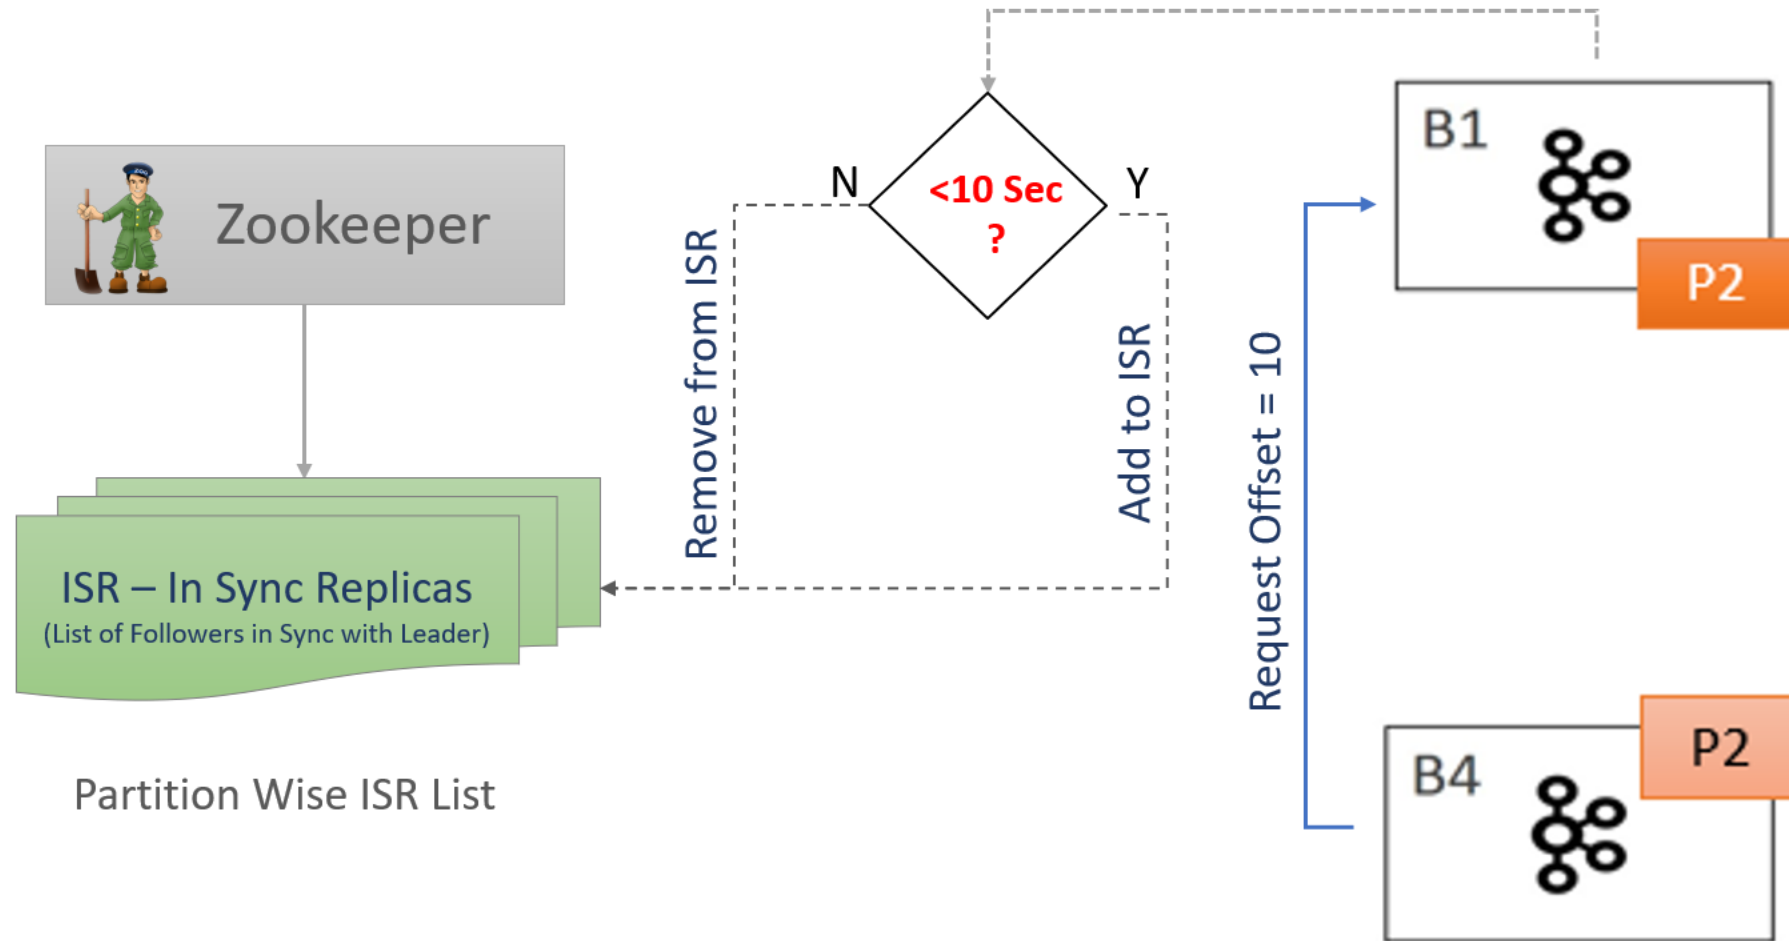 B1
N
<10 Sec
?
Y
ZOO
Zookeeper
P2
Remove from ISR
Add to ISR
Request Offset = 10
ISR – In Sync Replicas
(List of Followers in Sync with Leader)
P2
B4
Partition Wise ISR List